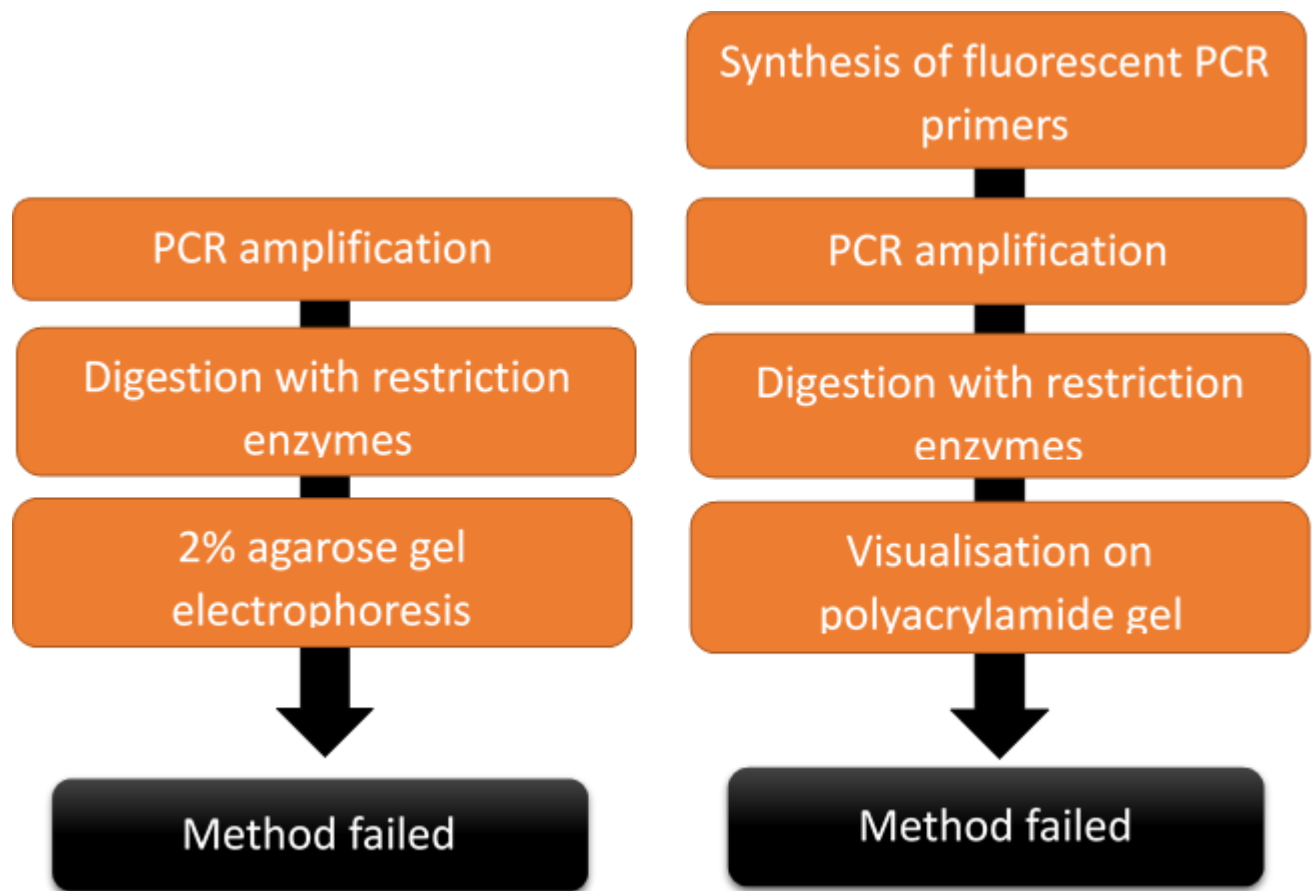 PCR amplification
Digestion with restriction
enzymes
2% agarose gel
electrophoresis
Method failed
Synthesis of fluorescent PCR
primers
PCR amplification
Digestion with restriction
enzymes
Visualisation on
polyacrylamide gel
Method failed